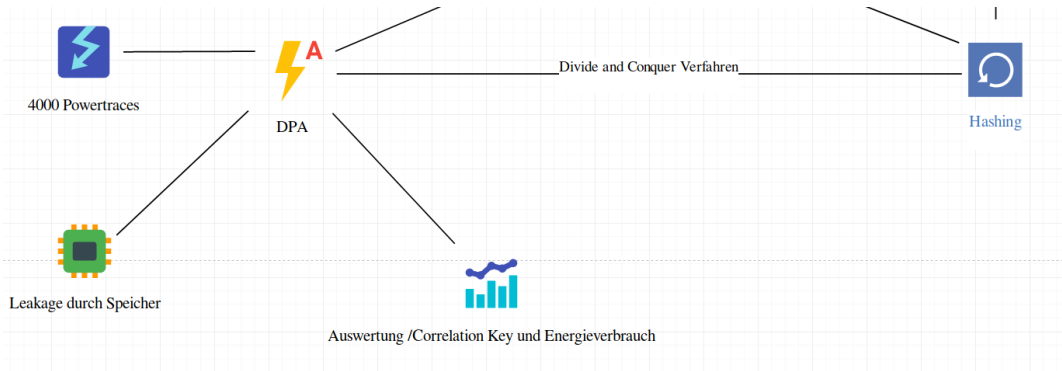 A
Divide and Conquer Verfahren
4000 Powertraces
Hashing
DPA
Leakage durch Speicher
Auswertung /Correlation Key und Energieverbrauch